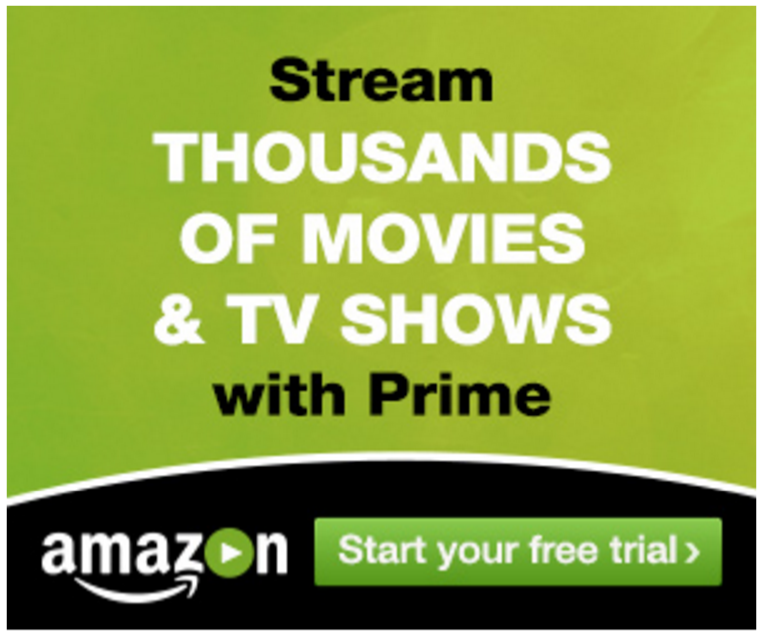 Stream
THOUSANDS
OF MOVIES
& TV SHOWS
with Prime
amazon
Start your free trial ›